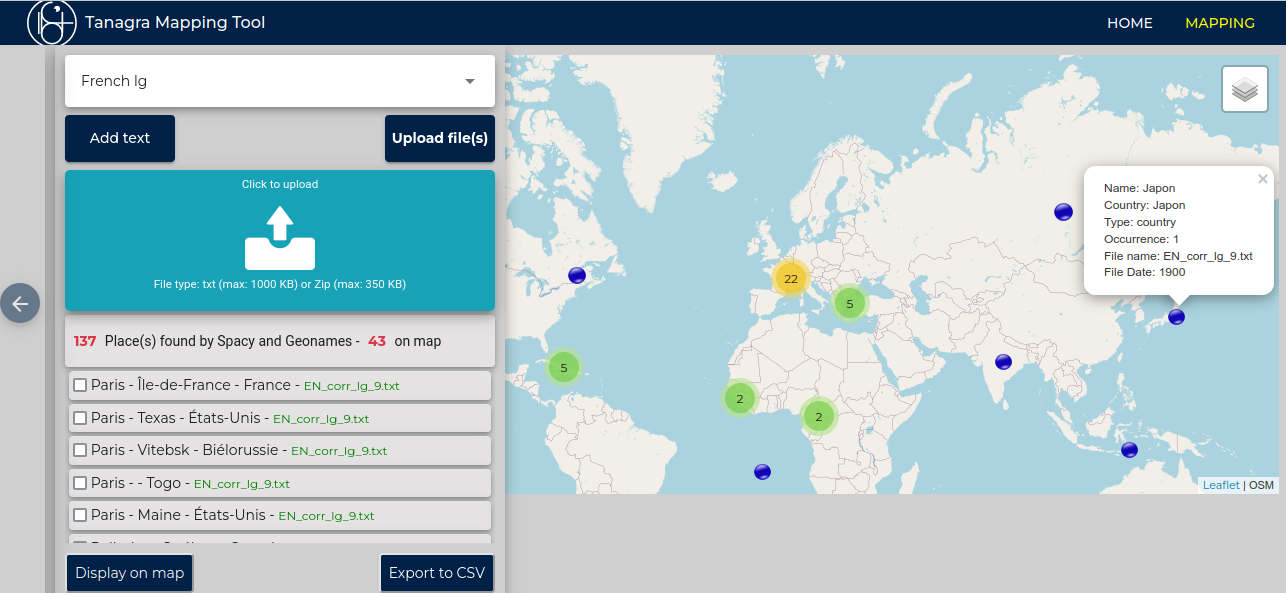 Tanagra Mapping Tool
HOME
MAPPING
French lg
Add text
Upload file(s)
Click to upload
File type: txt (max: 1000 KB) or Zip (max: 350 KB)
137 Place(s) found by Spacy and Geonames - 43 on map
Paris - Île-de-France - France - EN_corr_lg_9.txt
Paris - Texas - États-Unis - EN_corr_lg_9.txt
Paris - Vitebsk - Biélorussie - EN_corr_lg_9.txt
Paris - - Togo - EN_corr_lg_9.txt
Paris - Maine - États-Unis - EN_corr_lg_9.txt
Display on map
Export to CSV
22
5
5
2
2
×
Name: Japon
Country: Japon
Type: country
Occurrence: 1
File name: EN_corr_lg_9.txt
File Date: 1900
Leaflet | OSM